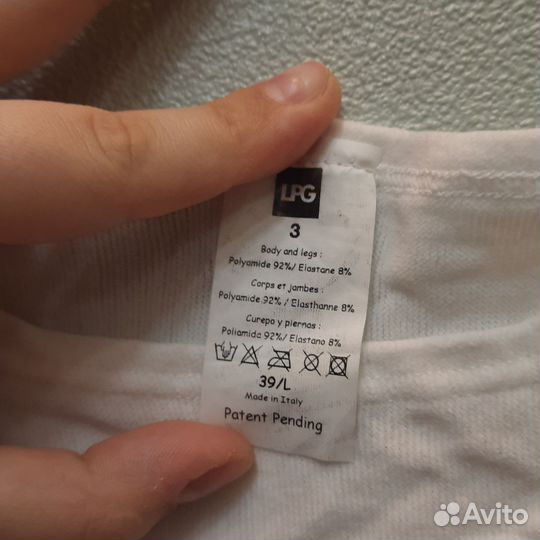 LPG
3
Body and legs :
Polyamide 92%/ Elastane 8%
Corps et jambes :
Polyamide 92% / Elasthanne 8%
Curepo y piernas :
Poliamida 92%/ Elastano 8%
39/L
Made in Italy
Patent Pending
Avito